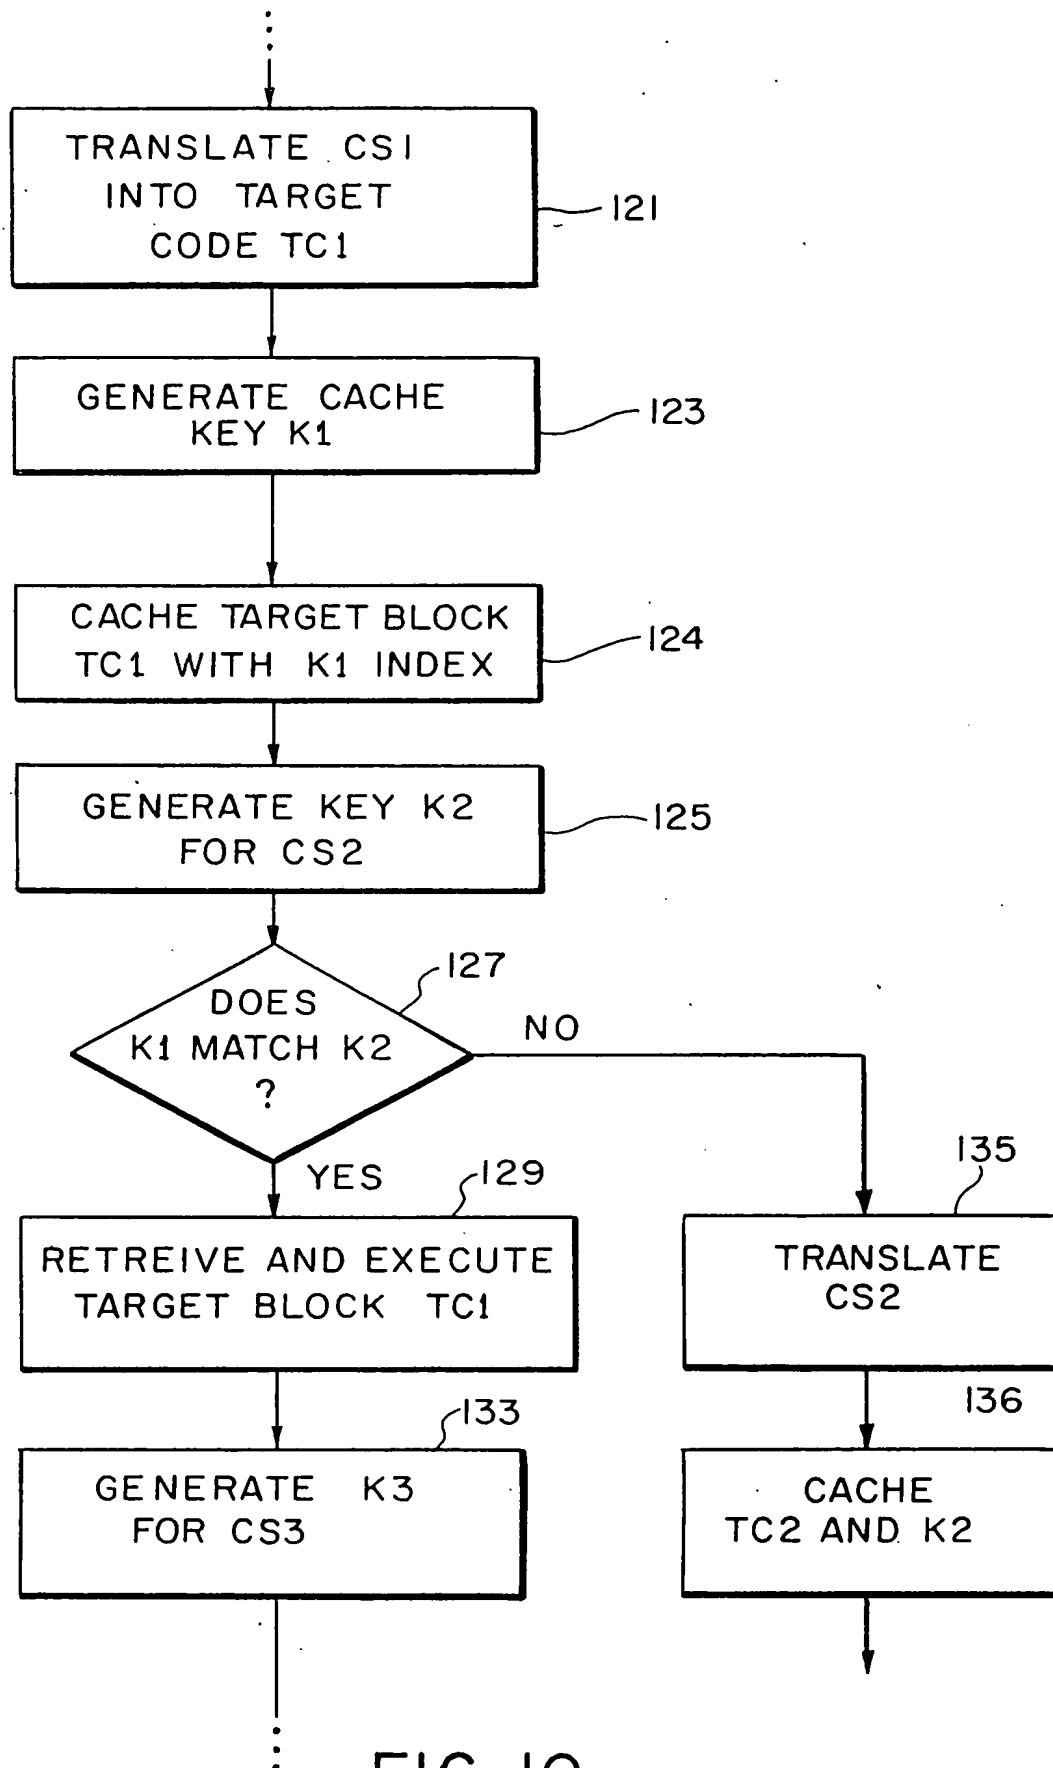 TRANSLATE CS1
INTO TARGET
CODE TC1
121
GENERATE CACHE
KEY K1
123
CACHE TARGET BLOCK
TC1 WITH K1 INDEX
124
GENERATE KEY K2
FOR CS2
125
127
DOES
K1 MATCH K2
?
NO
YES
129
RETREIVE AND EXECUTE
TARGET BLOCK TC1
135
TRANSLATE
CS2
133
GENERATE K3
FOR CS3
136
CACHE
TC2 AND K2